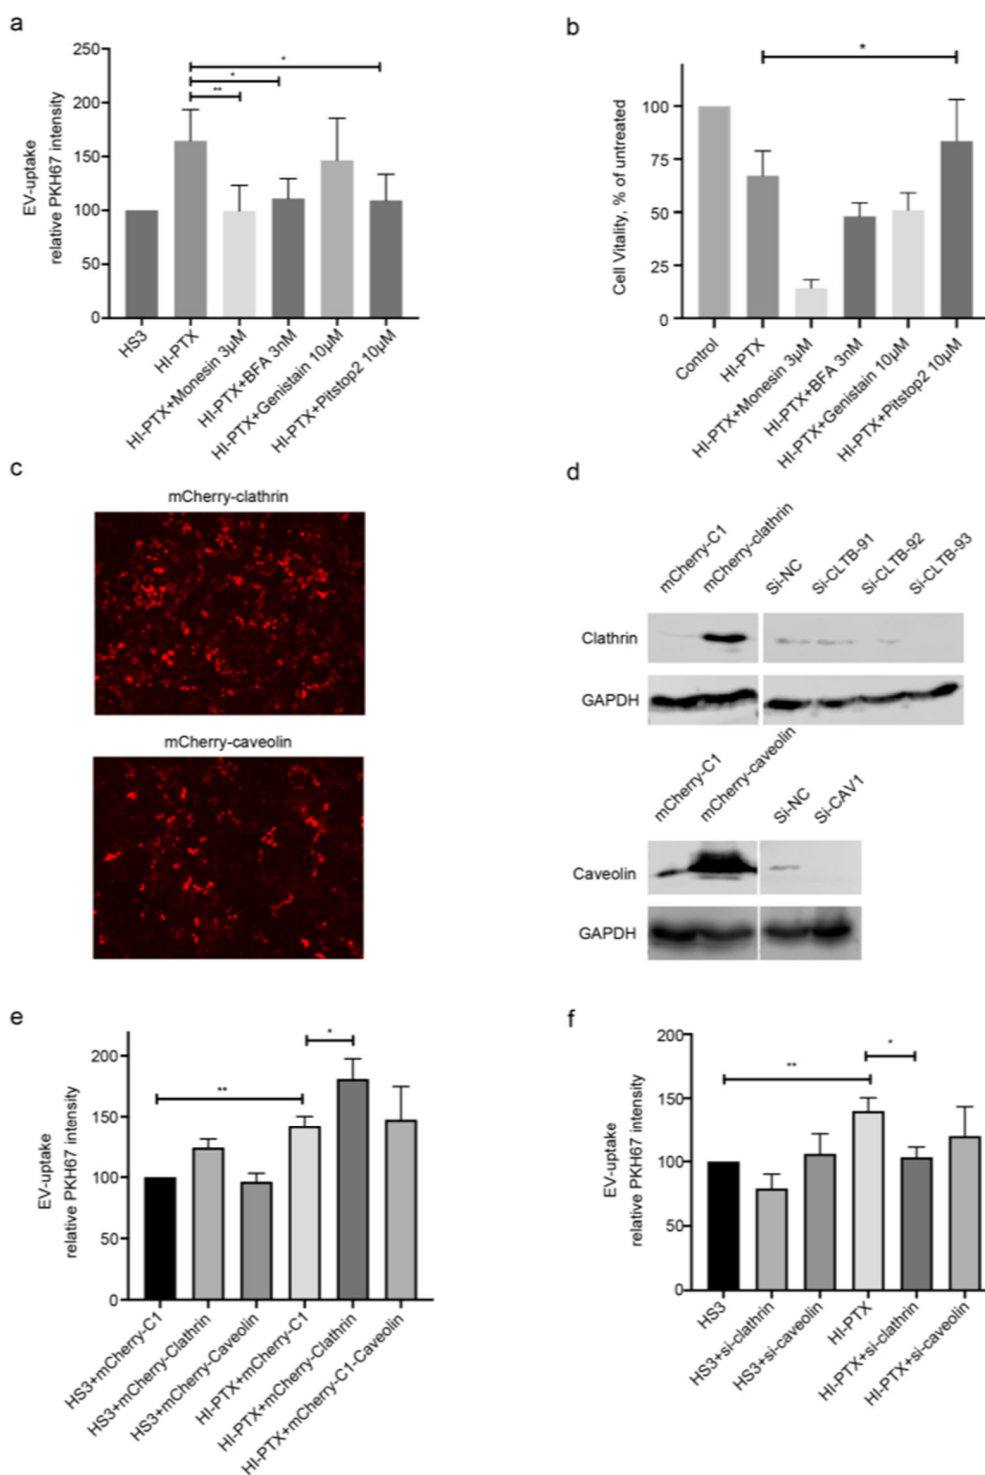 a
250
200
150
100
50
0
EV-uptake
relative PKH67 intensity
*
*
**
HS3
HI-PTX
HI-PTX+Monesin 3µM
HI-PTX+BFA 3nM
HI-PTX+Genistain 10µM
HI-PTX+Pitstop2 10µM
b
*
100
75
50
25
0
Cell Vitality, % of untreated
Control
HI-PTX
HI-PTX+Monesin 3µM
HI-PTX+BFA 3nM
HI-PTX+Genistain 10µM
HI-PTX+Pitstop2 10µM
c
mCherry-clathrin
mCherry-caveolin
d
mCherry-C1
mCherry-clathrin
Si-NC
Si-CLTB-91
Si-CLTB-92
Si-CLTB-93
Clathrin
GAPDH
mCherry-C1
mCherry-caveolin
Si-NC
Si-CAV1
Caveolin
GAPDH
e
200
150
100
50
0
EV-uptake
relative PKH67 intensity
*
**
HS3+mCherry-C1
HS3+mCherry-Clathrin
HS3+mCherry-Caveolin
HI-PTX+mCherry-C1
HI-PTX+mCherry-Clathrin
HI-PTX+mCherry-C1-Caveolin
f
200
150
100
50
0
EV-uptake
relative PKH67 intensity
*
**
HS3
HS3+si-clathrin
HS3+si-caveolin
HI-PTX
HI-PTX+si-clathrin
HI-PTX+si-caveolin